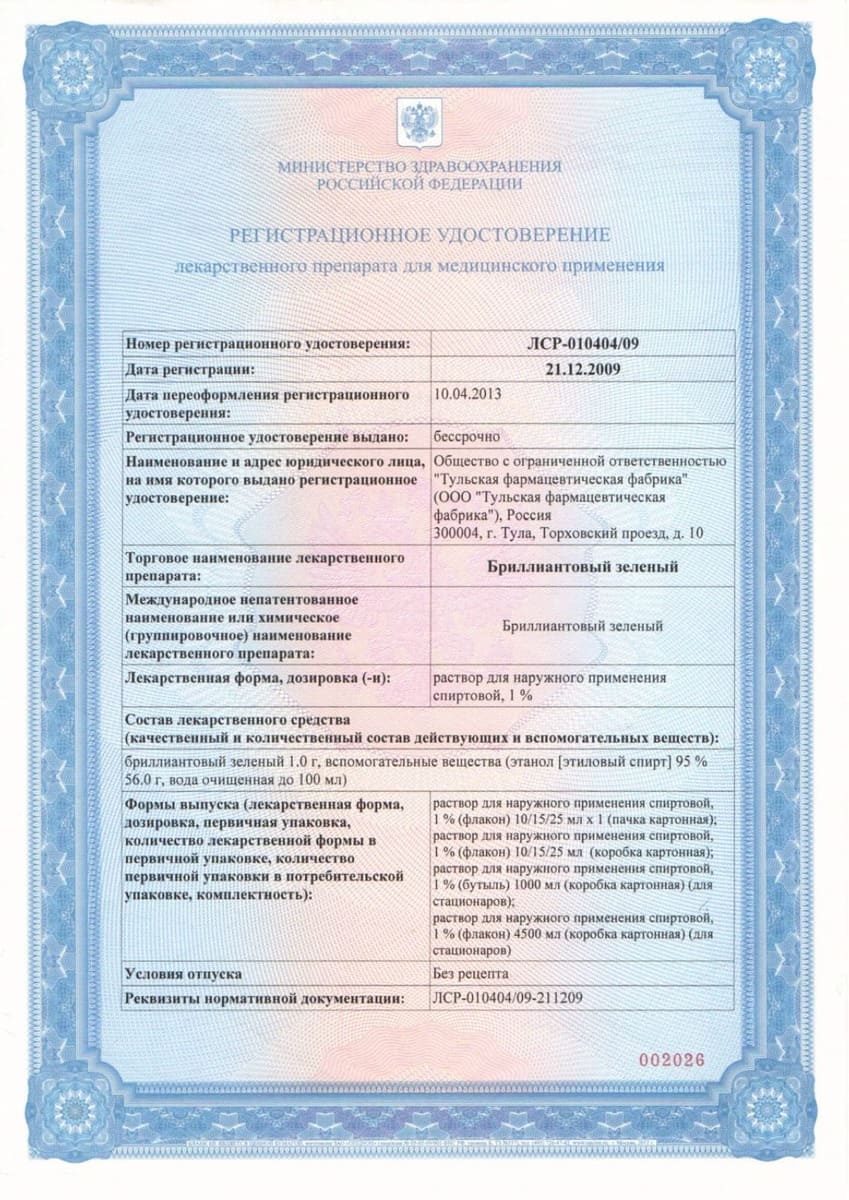 МИНИСТЕРСТВО ЗДРАВООХРАНЕНИЯ
РОССИЙСКОЙ ФЕДЕРАЦИИ
РЕГИСТРАЦИОННОЕ УДОСТОВЕРЕНИЕ
лекарственного препарата для медицинского применения
Номер регистрационного удостоверения:
ЛСР-010404/09
Дата регистрации:
21.12.2009
Дата переоформления регистрационного
удостоверения:
10.04.2013
Регистрационное удостоверение выдано:
бессрочно
Наименование и адрес юридического лица,
на имя которого выдано регистрационное
удостоверение:
Общество с ограниченной ответственностью
"Тульская фармацевтическая фабрика"
(ООО "Тульская фармацевтическая
фабрика"), Россия
300004, г. Тула, Торховский проезд, д. 10
Торговое наименование лекарственного
препарата:
Бриллиантовый зеленый
Международное непатентованное
наименование или химическое
(группировочное) наименование
лекарственного препарата:
Бриллиантовый зеленый
Лекарственная форма, дозировка (-и):
раствор для наружного применения
спиртовой, 1 %
Состав лекарственного средства
(качественный и количественный состав действующих и вспомогательных веществ):
бриллиантовый зеленый 1.0 г, вспомогательные вещества (этанол [этиловый спирт] 95 %
56.0 г, вода очищенная до 100 мл)
Формы выпуска (лекарственная форма,
дозировка, первичная упаковка,
количество лекарственной формы в
первичной упаковке, количество
первичной упаковки в потребительской
упаковке, комплектность):
раствор для наружного применения спиртовой,
1 % (флакон) 10/15/25 мл x 1 (пачка картонная);
раствор для наружного применения спиртовой,
1 % (флакон) 10/15/25 мл (коробка картонная);
раствор для наружного применения спиртовой,
1 % (бутыль) 1000 мл (коробка картонная) (для
стационаров);
раствор для наружного применения спиртовой,
1 % (флакон) 4500 мл (коробка картонная) (для
стационаров)
Условия отпуска
Без рецепта
Реквизиты нормативной документации:
ЛСР-010404/09-211209
002026